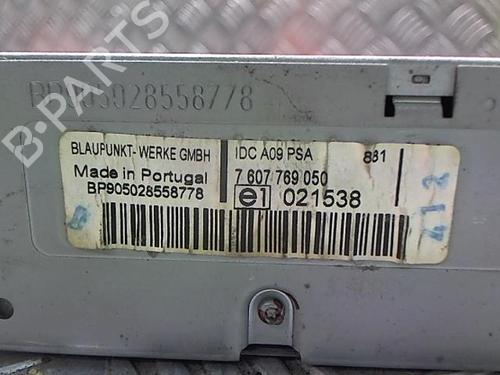 BP905028558778
BLAUPUNKT-WERKE GMBH
IDC A09 PSA
881
Made in Portugal
7 607 769 050
BP905028558778
e1
021538
B-PARTS